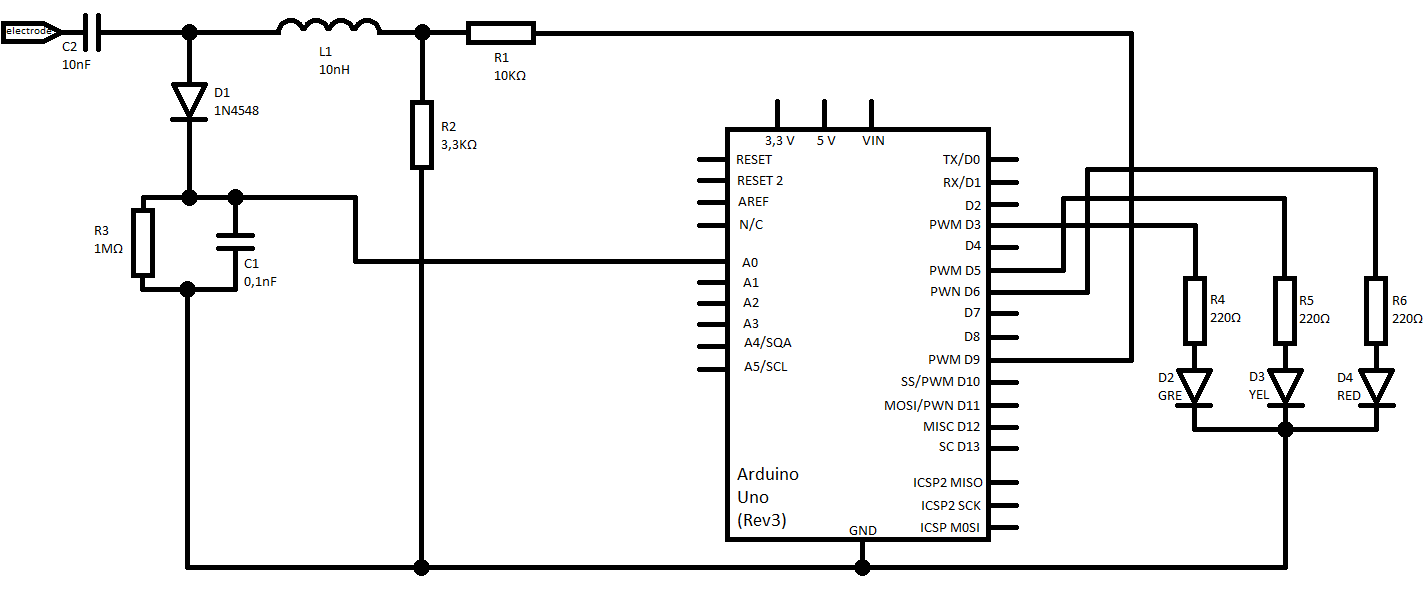 electrode
C2
10nF
L1
10nH
R1
10KΩ
D1
1N4548
R2
3,3KΩ
R3
1MΩ
C1
0,1nF
3,3 V
5 V
VIN
RESET
RESET 2
AREF
N/C
A0
A1
A2
A3
A4/SQA
A5/SCL
TX/D0
RX/D1
D2
PWM D3
D4
PWM D5
PWN D6
D7
D8
PWM D9
SS/PWM D10
MOSI/PWN D11
MISC D12
SC D13
ICSP2 MISO
ICSP2 SCK
ICSP M0SI
Arduino
Uno
(Rev3)
GND
R4
220Ω
R5
220Ω
R6
220Ω
D2
GRE
D3
YEL
D4
RED